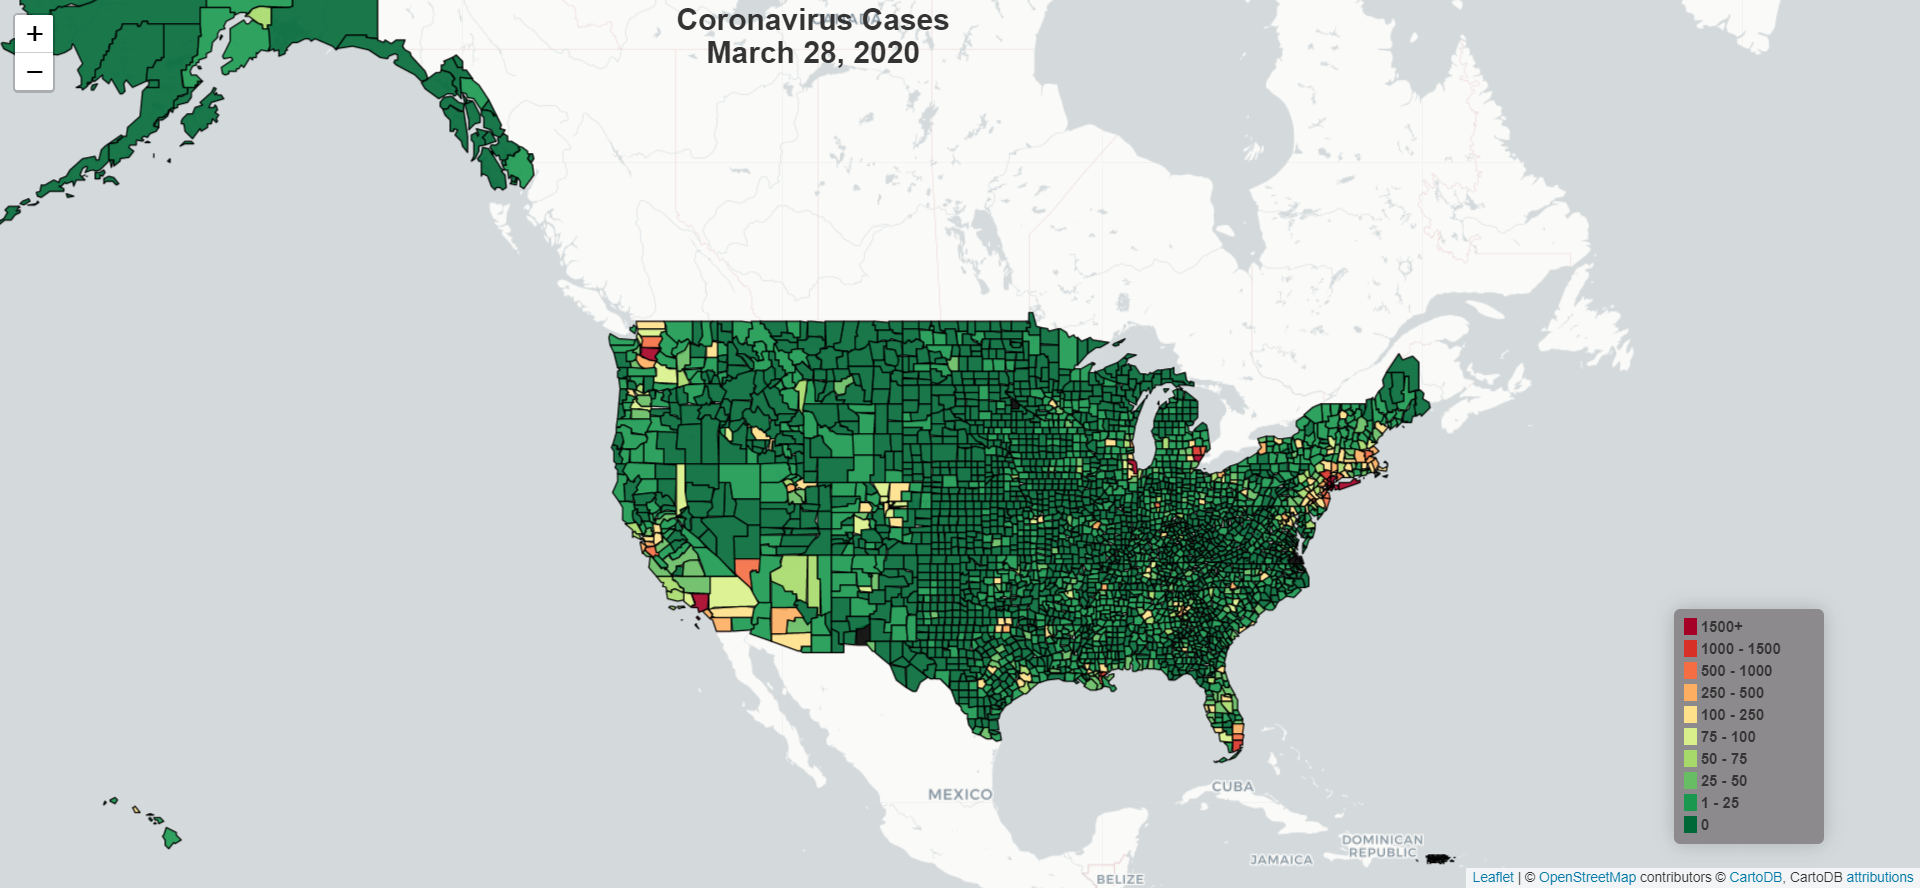 +
−
CANADA
Coronavirus Cases
March 28, 2020
1500+
1000 - 1500
500 - 1000
250 - 500
100 - 250
75 - 100
50 - 75
25 - 50
1 - 25
0
MEXICO
CUBA
DOMINICAN
REPUBLIC
JAMAICA
BELIZE
Leaflet | © OpenStreetMap contributors © CartoDB, CartoDB attributions